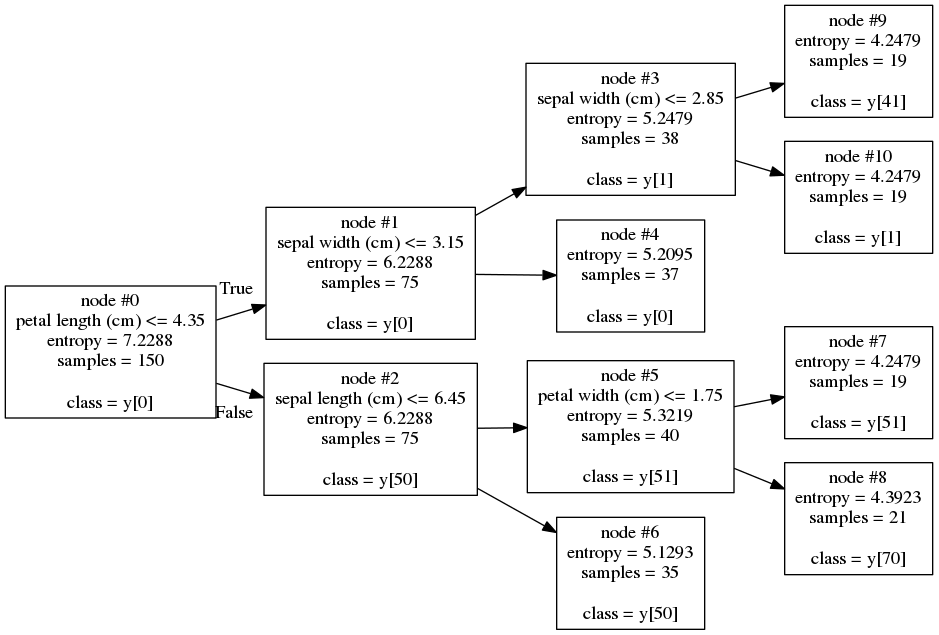 node #0
petal length (cm) <= 4.35
entropy = 7.2288
samples = 150
class = y[0]
True
False
node #1
sepal width (cm) <= 3.15
entropy = 6.2288
samples = 75
class = y[0]
node #2
sepal length (cm) <= 6.45
entropy = 6.2288
samples = 75
class = y[50]
node #3
sepal width (cm) <= 2.85
entropy = 5.2479
samples = 38
class = y[1]
node #4
entropy = 5.2095
samples = 37
class = y[0]
node #5
petal width (cm) <= 1.75
entropy = 5.3219
samples = 40
class = y[51]
node #6
entropy = 5.1293
samples = 35
class = y[50]
node #9
entropy = 4.2479
samples = 19
class = y[41]
node #10
entropy = 4.2479
samples = 19
class = y[1]
node #7
entropy = 4.2479
samples = 19
class = y[51]
node #8
entropy = 4.3923
samples = 21
class = y[70]